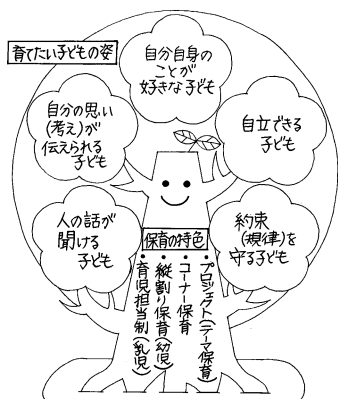 育てたい子どもの姿
自分自身の
ことが
好きな子ども
自分の思い
(考え)が
伝えられる
子ども
自立できる
子ども
人の話が
聞ける
子ども
約束
(規律)を
守る子ども
保育の特色
・プロジェクト(テーマ保育)
・コーナー保育
・縦割り保育(幼児)
・育児担当制(乳児)